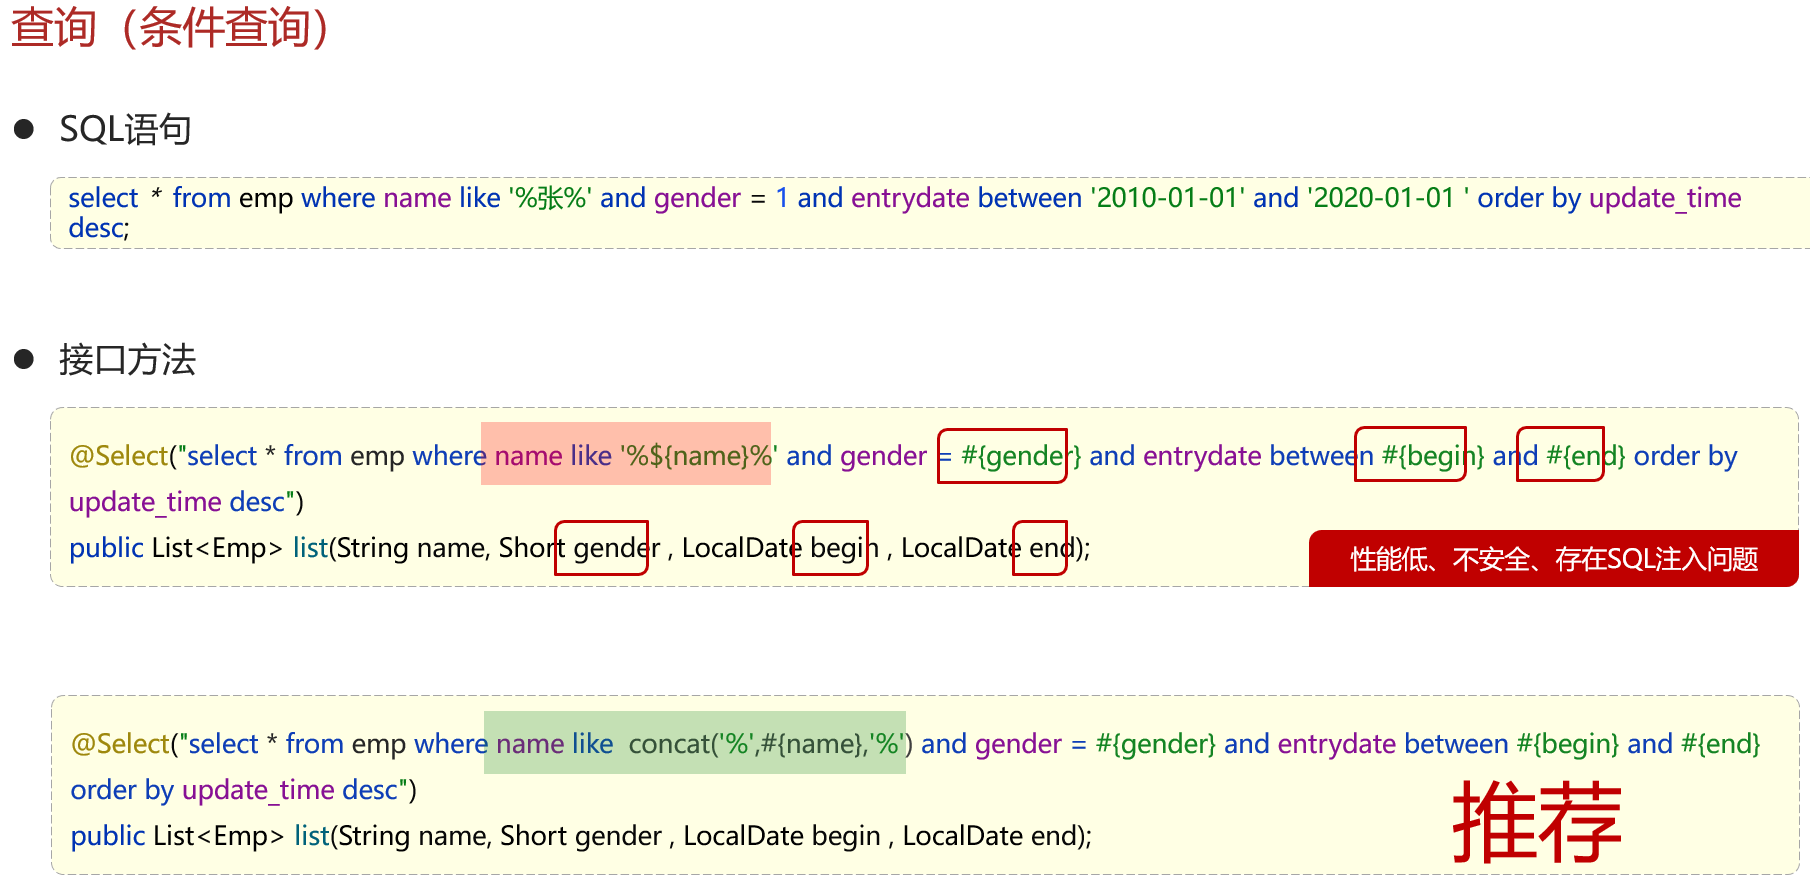 查询（条件查询）
● SQL语句
select * from emp where name like '%张%' and gender = 1 and entrydate between '2010-01-01' and '2020-01-01 ' order by update_time
desc;
● 接口方法
@Select("select * from emp where name like '%${name}%' and gender = #{gender} and entrydate between #{begin} and #{end} order by
update_time desc")
public List<Emp> list(String name, Short gender , LocalDate begin , LocalDate end);
性能低、不安全、存在SQL注入问题
@Select("select * from emp where name like  concat('%',#{name},'%') and gender = #{gender} and entrydate between #{begin} and #{end}
order by update_time desc")
public List<Emp> list(String name, Short gender , LocalDate begin , LocalDate end);
推荐